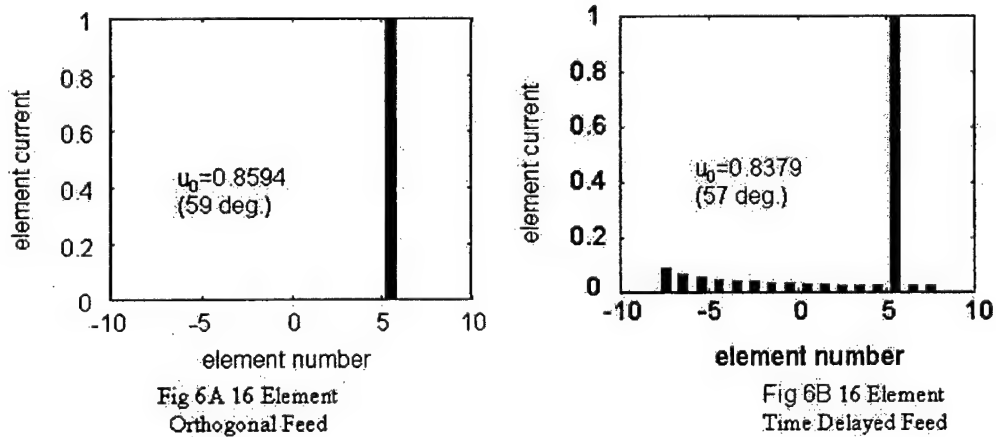 1
0.8
0.6
0.4
0.2
0
element current
u0=0.8594
(59 deg.)
-10
-5
0
5
10
element number
Fig 6A 16 Element
Orthogonal Feed
1
0.8
0.6
0.4
0.2
0
element current
u0=0.8379
(57 deg.)
-10
-5
0
5
10
element number
Fig 6B 16 Element
Time Delayed Feed